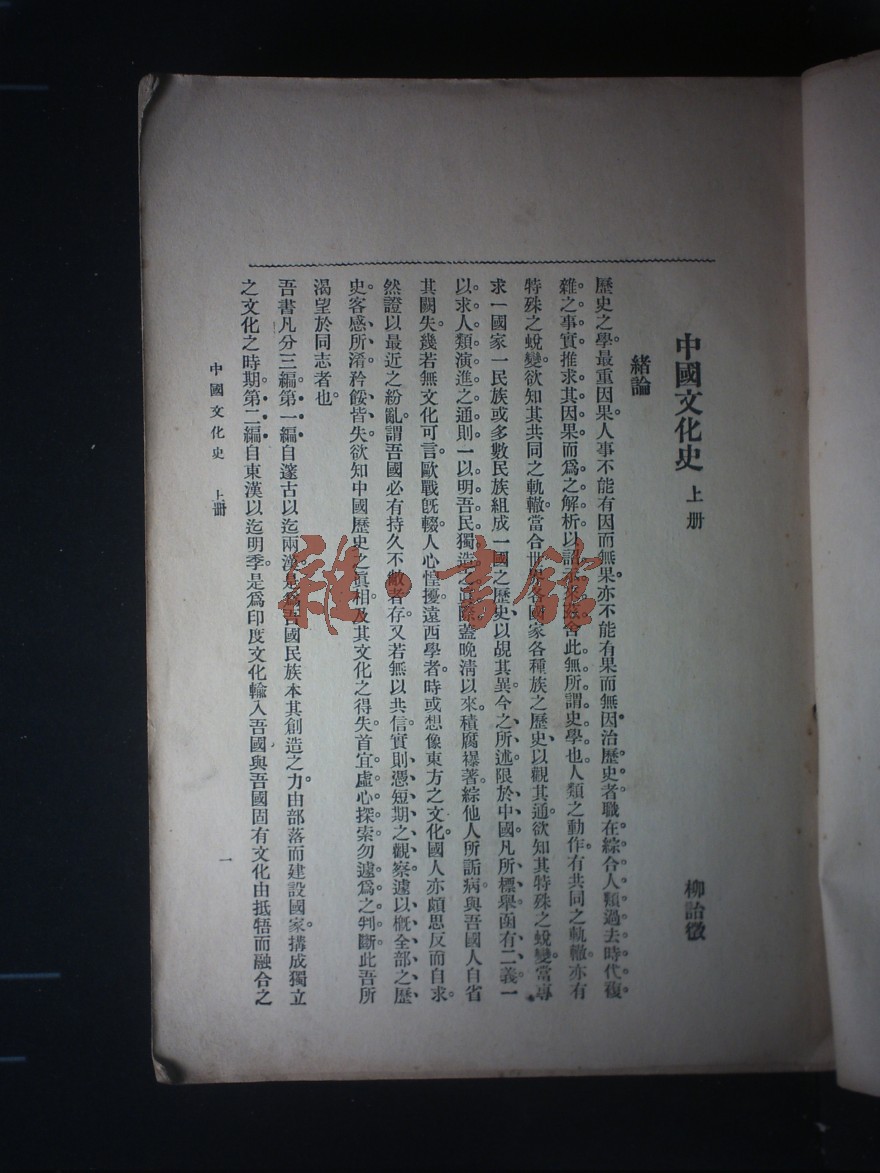 中國文化史 上册
柳詒徵
緒論
歷史之學最重因果。人事不能有因而無果。亦不能有果而無因。治歷史者。職在綜合人類過去時代複
雜之事實。推求其因果而爲之解析。以詔示來茲。舍此無所謂史學也。人類之動作。有共同之軌轍。亦有
特殊之蛻變。欲知其共同之軌轍。當合世界各國家各種族之歷史、以觀其通。欲知其特殊之蛻變。當專
求一國家一民族或多數民族組成一國之歷史、以覘其異。今之所述、限於中國。凡所標舉、函有二義。一
以求人類演進之通則。一以明吾民獨造之眞際。蓋晚清以來。積腐襮著。綜他人所詬病。與吾國人自省
其闕失。幾若無文化可言。歐戰旣輟。人心惶擾。遠西學者。時或想像東方之文化。國人亦頗思反而自求。
然證以最近之紛亂。謂吾國必有持久不敝者存。又若無以共信。實則憑短期之觀察、遽以槪全部之歷
史。客感所淆、矜餒皆失。欲知中國歷史之眞相及其文化之得失。首宜虛心探索。勿遽爲之判斷。此吾所
渴望於同志者也。
吾書凡分三編。第一編。自邃古以迄兩漢。是爲吾國民族本其創造之力。由部落而建設國家。搆成獨立
之文化之時期。第二編。自東漢以迄明季。是爲印度文化輸入吾國。與吾國固有文化由抵牾而融合之
中國文化史 上册
一
雜·書館